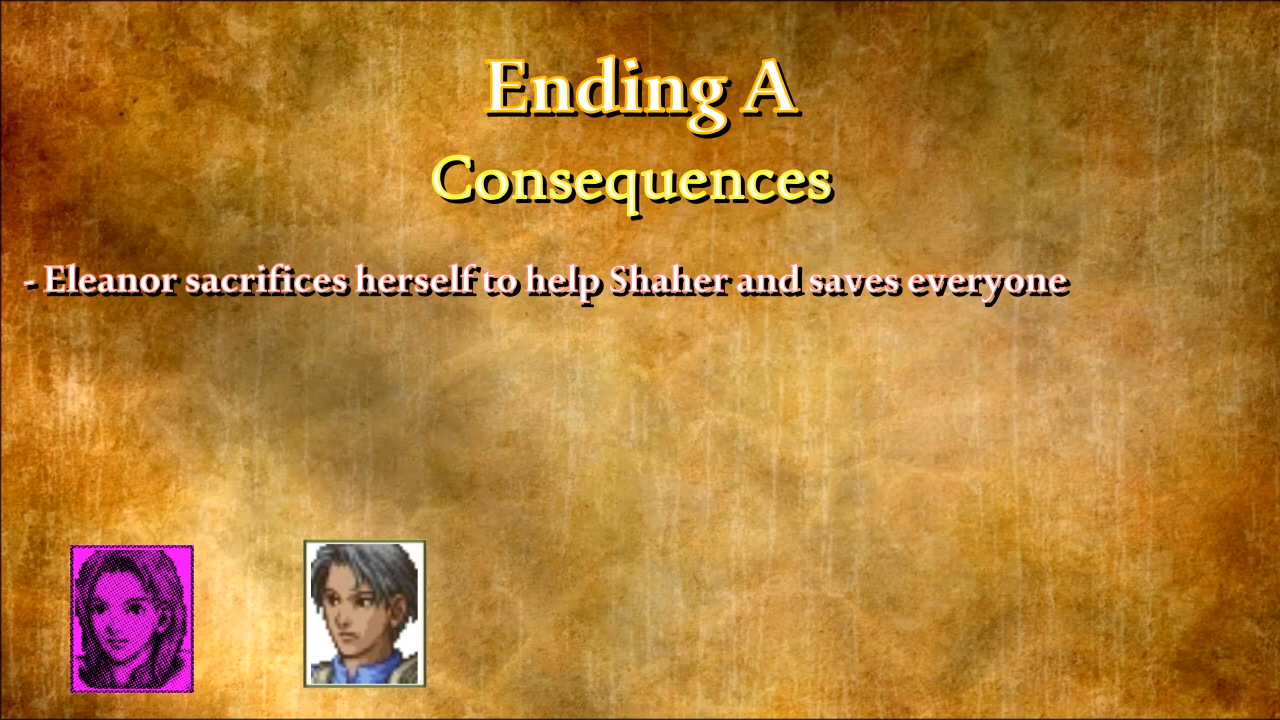 Ending A
Consequences
- Eleanor sacrifices herself to help Shaher and saves everyone